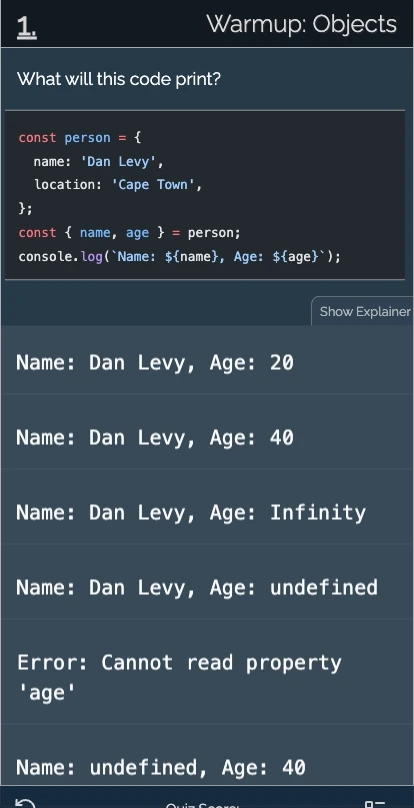 1.
Warmup: Objects
What will this code print?
const person = {
name: 'Dan Levy',
location: 'Cape Town',
};
const { name, age } = person;
console.log(`Name: ${name}, Age: ${age}`);
Show Explainer
Name: Dan Levy, Age: 20
Name: Dan Levy, Age: 40
Name: Dan Levy, Age: Infinity
Name: Dan Levy, Age: undefined
Error: Cannot read property
'age'
Name: undefined, Age: 40
Quiz Score: